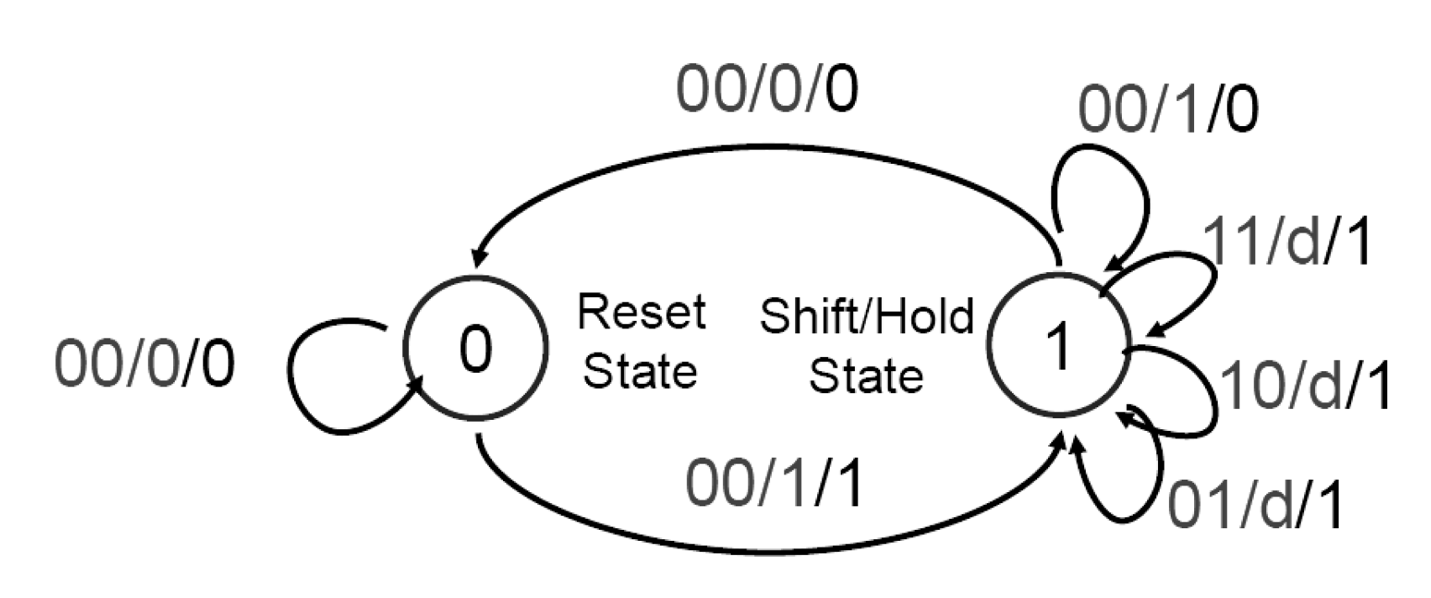 00/0/0
00/1/0
11/d/1
Reset
State
Shift/Hold
State
0
1
00/0/0
10/d/1
00/1/1
01/d/1